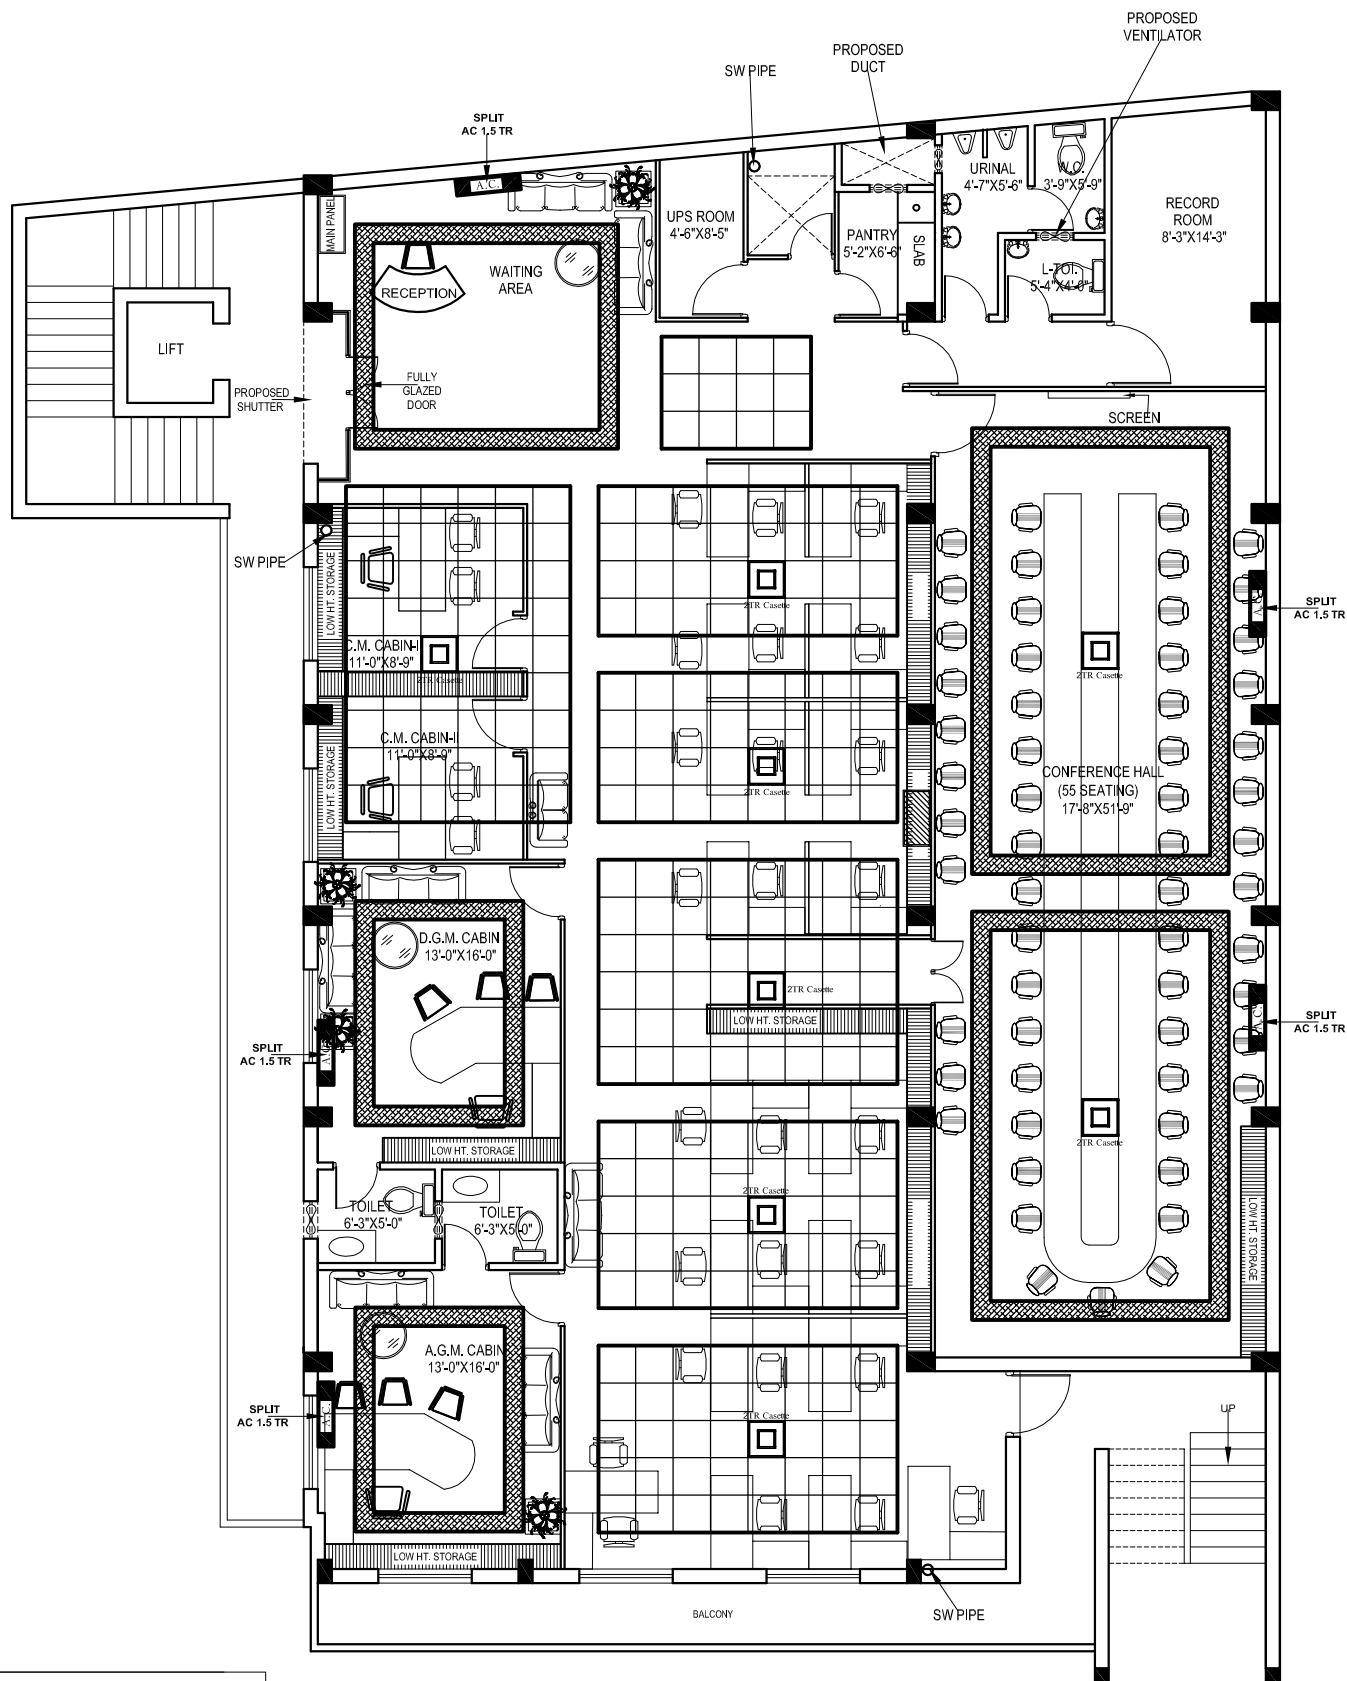 PROPOSED
VENTILATOR
PROPOSED
DUCT
SW PIPE
SPLIT
AC 1.5 TR
A.C.
URINAL
4'-7"X5'-6"
W.C.
3'-9"X5'-9"
MAIN PANEL
UPS ROOM
4'-6"X8'-5"
PANTRY
5'-2"X6'-6"
SLAB
RECORD
ROOM
8'-3"X14'-3"
L-TOI.
5'-4"X4'-0"
WAITING
AREA
RECEPTION
LIFT
PROPOSED
SHUTTER
FULLY
GLAZED
DOOR
SCREEN
SW PIPE
LOW HT. STORAGE
C.M. CABIN-I
11'-0"X8'-9"
2TR Casette
2TR Casette
SPLIT
AC 1.5 TR
A.C.
2TR Casette
C.M. CABIN-II
11'-0"X8'-9"
LOW HT. STORAGE
2TR Casette
CONFERENCE HALL
(55 SEATING)
17'-8"X51'-9"
D.G.M. CABIN
13'-0"X16'-0"
2TR Casette
LOW HT. STORAGE
SPLIT
AC 1.5 TR
A.C.
SPLIT
AC 1.5 TR
A.C.
2TR Casette
LOW HT. STORAGE
TOILET
6'-3"X5'-0"
TOILET
6'-3"X5'-0"
2TR Casette
LOW HT. STORAGE
A.G.M. CABIN
13'-0"X16'-0"
SPLIT
AC 1.5 TR
A.C.
2TR Casette
UP
LOW HT. STORAGE
BALCONY
SW PIPE